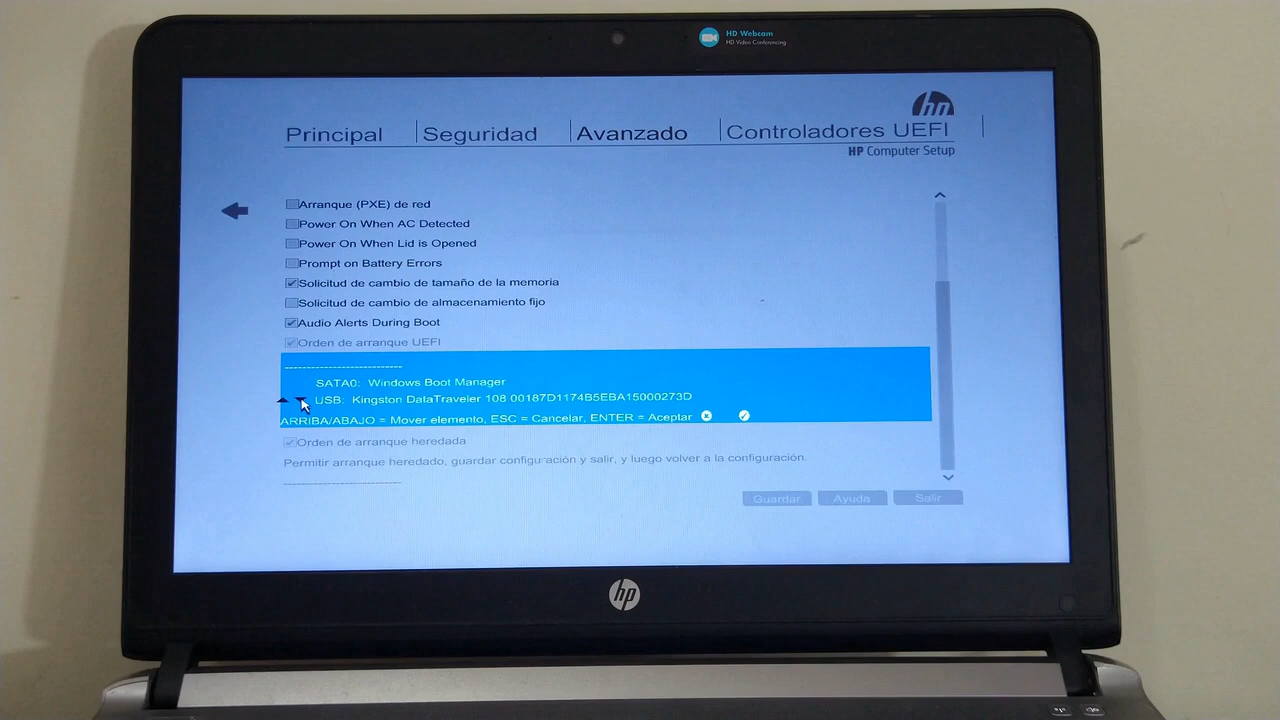 HD Webcam
HD Video Conferencing
hp
Principal
Seguridad
Avanzado
Controladores UEFI
HP Computer Setup
Arranque (PXE) de red
Power On When AC Detected
Power On When Lid is Opened
Prompt on Battery Errors
Solicitud de cambio de tamaño de la memoria
Solicitud de cambio de almacenamiento fijo
Audio Alerts During Boot
Orden de arranque UEFI
--------------------------
SATA0: Windows Boot Manager
USB: Kingston DataTraveler 108 00187D1174B5EBA15000273D
ARRIBA/ABAJO = Mover elemento, ESC = Cancelar, ENTER = Aceptar
Orden de arranque heredada
Permitir arranque heredado, guardar configuración y salir, y luego volver a la configuración.
--------------------------
Guardar
Ayuda
Salir
hp